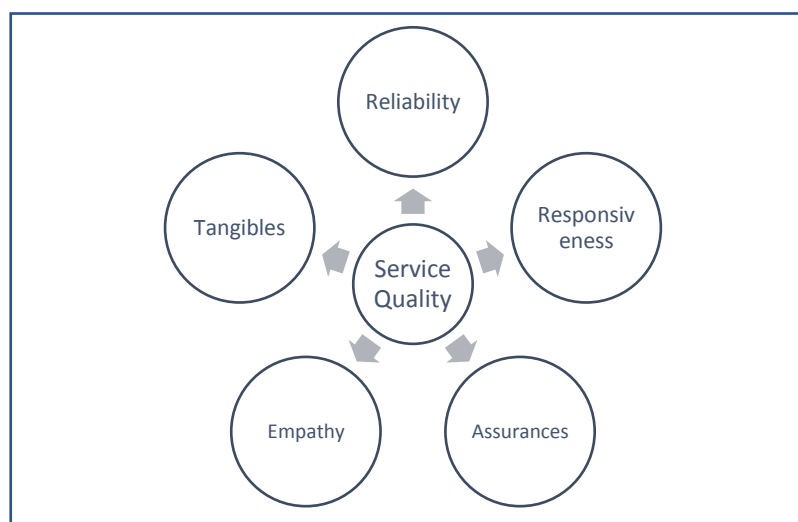 Reliability
Responsiv
eness
Tangibles
Service
Quality
Empathy
Assurances